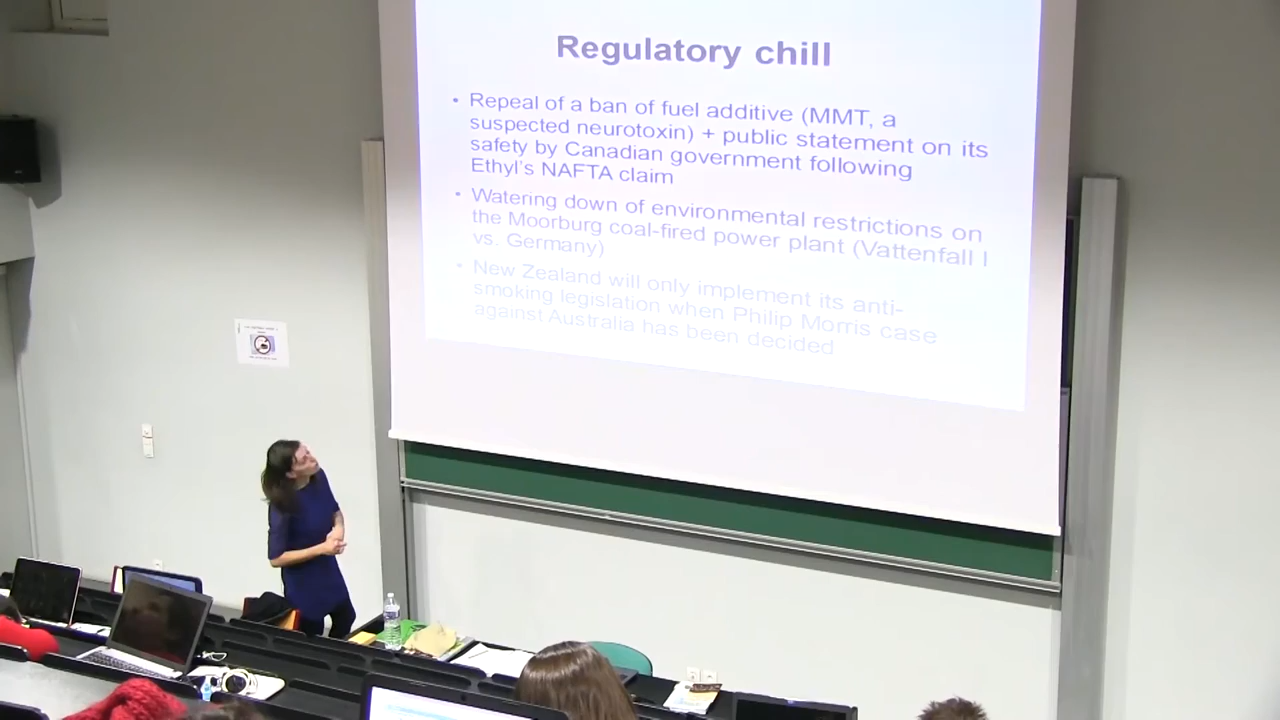 Regulatory chill
• Repeal of a ban of fuel additive (MMT, a
suspected neurotoxin) + public statement on its
safety by Canadian government following
Ethyl's NAFTA claim
• Watering down of environmental restrictions on
the Moorburg coal-fired power plant (Vattenfall I
vs. Germany)
• New Zealand will only implement its anti-
smoking legislation when Philip Morris case
against Australia has been decided